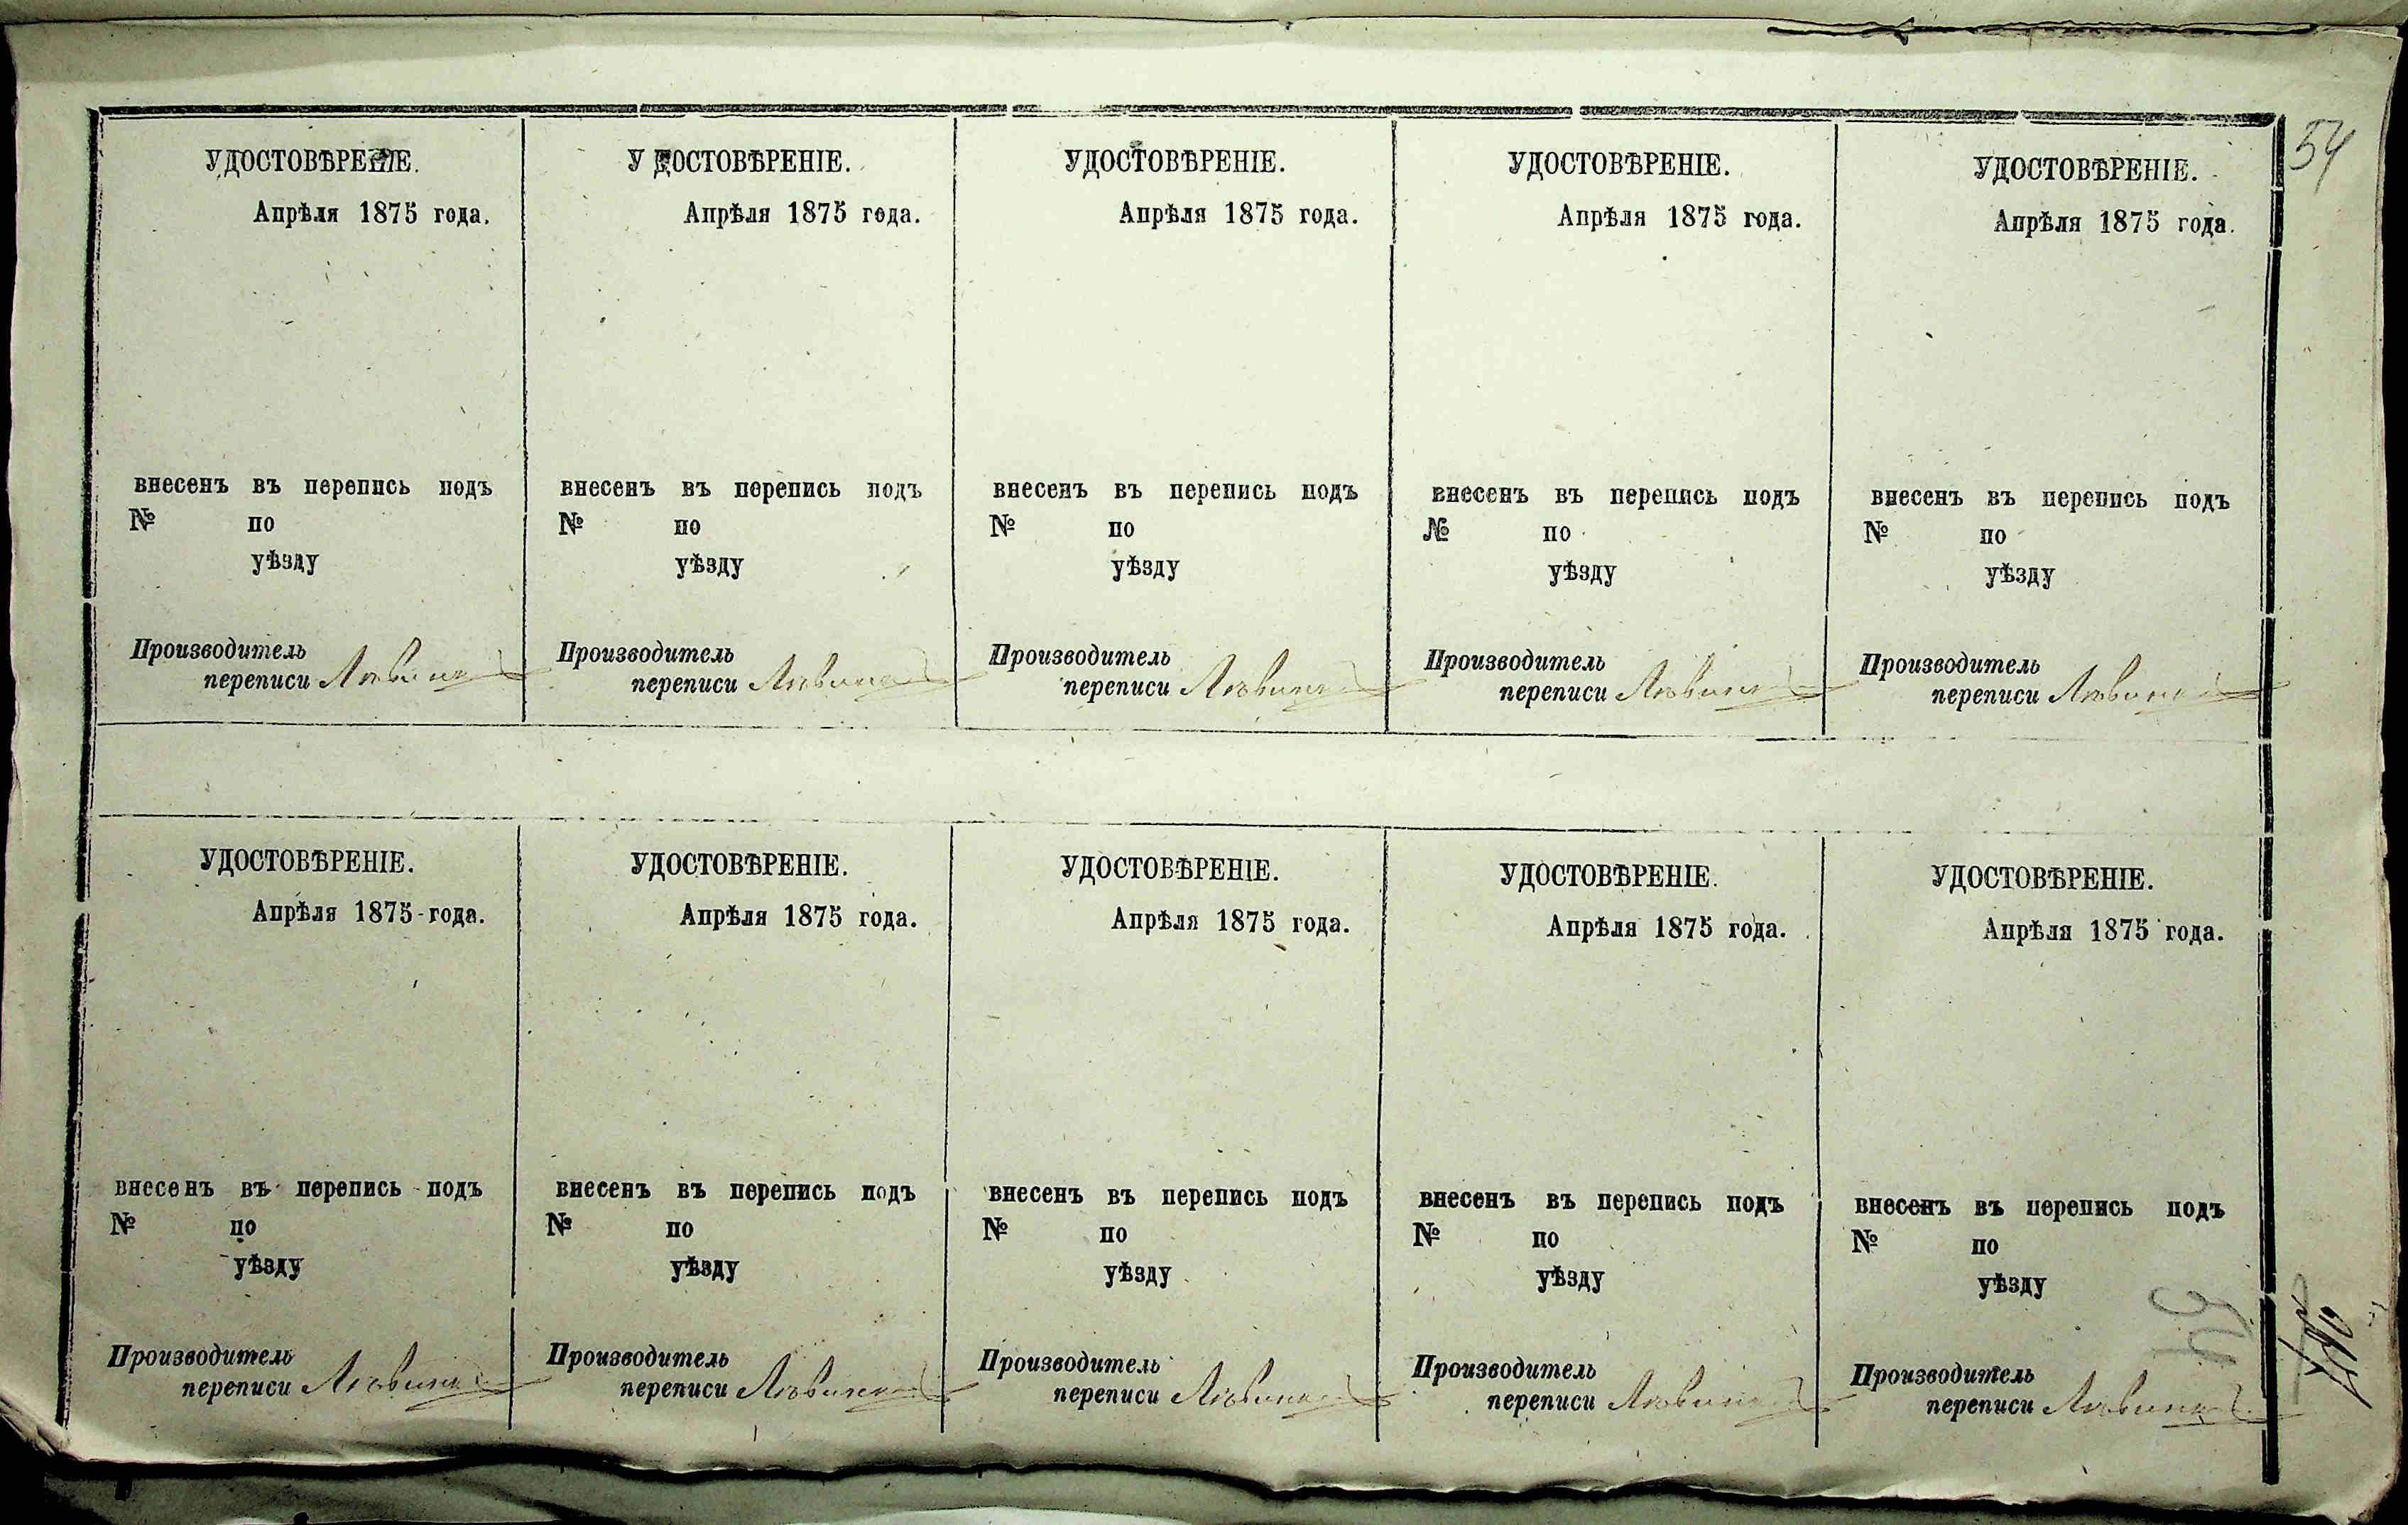 54
УДОСТОВѢРЕНІЕ.
Апрѣля 1875 года.
внесенъ въ перепись подъ
№ по
уѣзду
Производитель
переписи
УДОСТОВѢРЕНІЕ.
Апрѣля 1875 года.
внесенъ въ перепись подъ
№ по
уѣзду
Производитель
переписи
УДОСТОВѢРЕНІЕ.
Апрѣля 1875 года.
внесенъ въ перепись подъ
№ по
уѣзду
Производитель
переписи
УДОСТОВѢРЕНІЕ.
Апрѣля 1875 года.
внесенъ въ перепись подъ
№ по
уѣзду
Производитель
переписи
УДОСТОВѢРЕНІЕ.
Апрѣля 1875 года.
внесенъ въ перепись подъ
№ по
уѣзду
Производитель
переписи
УДОСТОВѢРЕНІЕ.
Апрѣля 1875 года.
внесенъ въ перепись подъ
№ по
уѣзду
Производитель
переписи
УДОСТОВѢРЕНІЕ.
Апрѣля 1875 года.
внесенъ въ перепись подъ
№ по
уѣзду
Производитель
переписи
УДОСТОВѢРЕНІЕ.
Апрѣля 1875 года.
внесенъ въ перепись подъ
№ по
уѣзду
Производитель
переписи
УДОСТОВѢРЕНІЕ.
Апрѣля 1875 года.
внесенъ въ перепись подъ
№ по
уѣзду
Производитель
переписи
УДОСТОВѢРЕНІЕ.
Апрѣля 1875 года.
внесенъ въ перепись подъ
№ по
уѣзду
Производитель
переписи
54